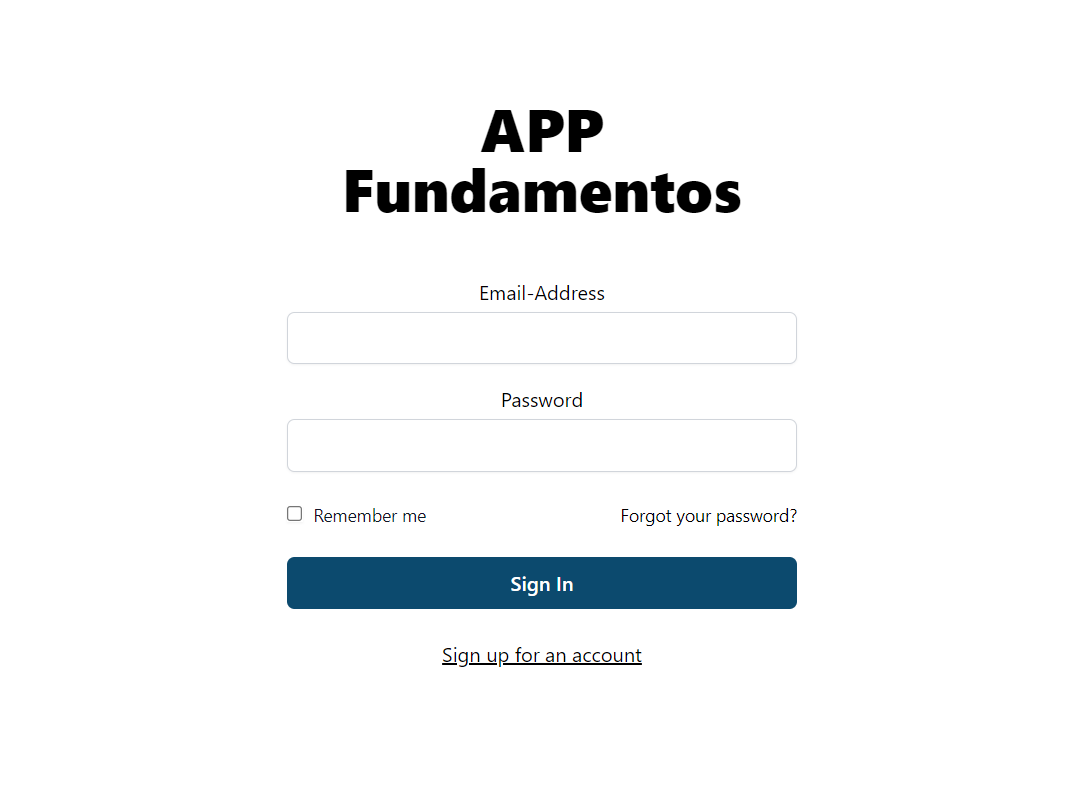 APP
Fundamentos
Email-Address
Password
Remember me
Forgot your password?
Sign In
Sign up for an account